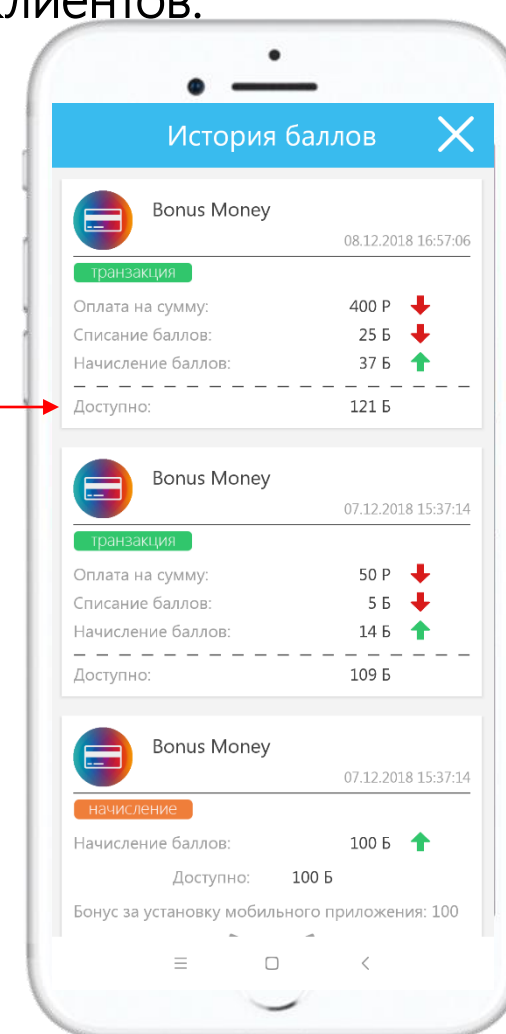 клиентов.
История баллов
Bonus Money
08.12.2018 16:57:06
транзакция
Оплата на сумму: 400 Р
Списание баллов: 25 Б
Начисление баллов: 37 Б
Доступно: 121 Б
Bonus Money
07.12.2018 15:37:14
транзакция
Оплата на сумму: 50 Р
Списание баллов: 5 Б
Начисление баллов: 14 Б
Доступно: 109 Б
Bonus Money
07.12.2018 15:37:14
начисление
Начисление баллов: 100 Б
Доступно: 100 Б
Бонус за установку мобильного приложения: 100